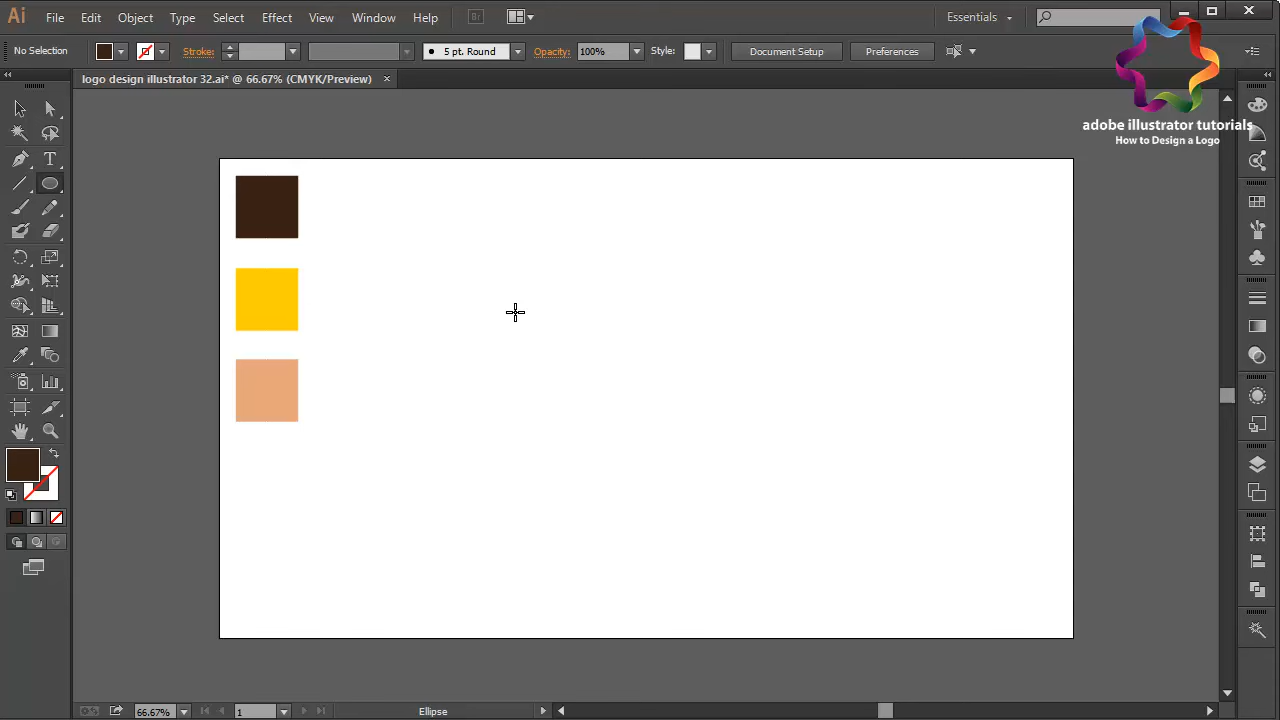 Ai File Edit Object Type Select Effect View Window Help Br Essentials
No Selection Stroke: 5 pt. Round Opacity: 100% Style: Document Setup Preferences
logo design illustrator 32.ai* @ 66.67% (CMYK/Preview) ×
adobe illustrator tutorials
How to Design a Logo
T
66.67% 1 Ellipse